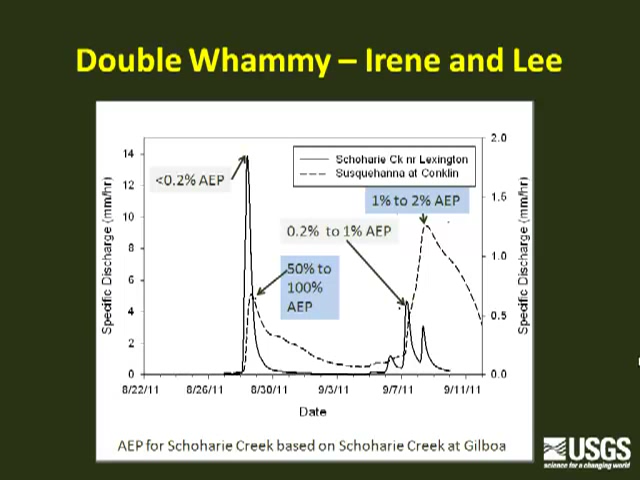 Double Whammy – Irene and Lee
14
12
10
8
6
4
2
0
Specific Discharge (mm/hr)
2.0
1.5
1.0
0.5
0.0
Specific Discharge (mm/hr)
Schoharie Ck nr Lexington
Susquehanna at Conklin
<0.2% AEP
1% to 2% AEP
0.2% to 1% AEP
50% to
100%
AEP
8/22/11 8/26/11 8/30/11 9/3/11 9/7/11 9/11/11
Date
AEP for Schoharie Creek based on Schoharie Creek at Gilboa
USGS
science for a changing world